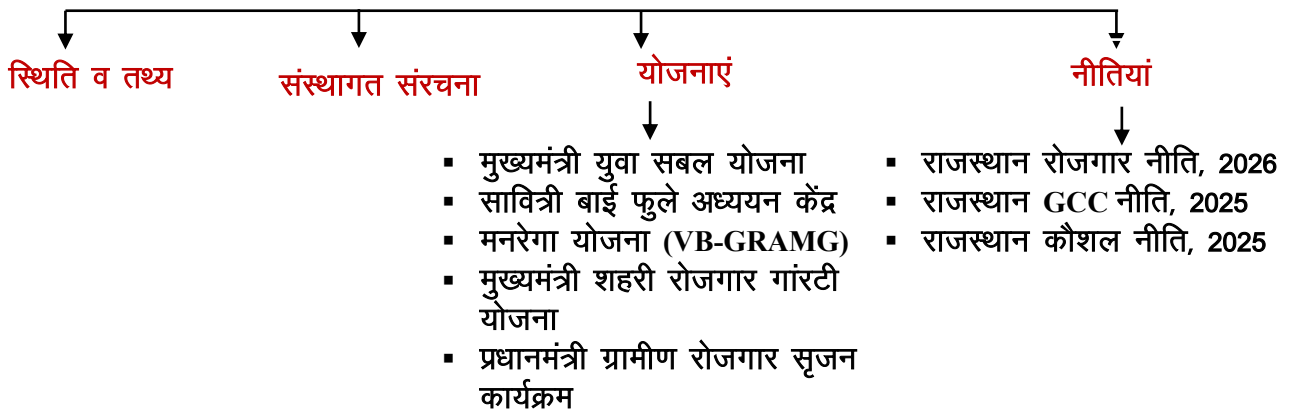 स्थिति व तथ्य
संस्थागत संरचना
योजनाएं
▪ मुख्यमंत्री युवा सबल योजना
▪ सावित्री बाई फुले अध्ययन केंद्र
▪ मनरेगा योजना (VB-GRAMG)
▪ मुख्यमंत्री शहरी रोजगार गांरटी
योजना
▪ प्रधानमंत्री ग्रामीण रोजगार सृजन
कार्यक्रम
नीतियां
▪ राजस्थान रोजगार नीति, 2026
▪ राजस्थान GCC नीति, 2025
▪ राजस्थान कौशल नीति, 2025